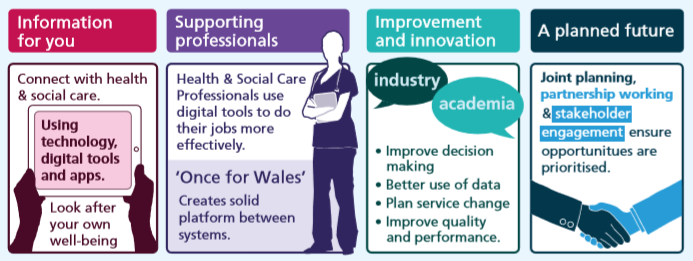 Information
for you
Connect with health
& social care.
Using
technology,
digital tools
and apps.
Look after
your own
well-being
Supporting
professionals
Health & Social Care
Professionals use
digital tools to do
their jobs more
effectively.
‘Once for Wales’
Creates solid
platform between
systems.
Improvement
and innovation
industry
academia
• Improve decision
making
• Better use of data
• Plan service change
• Improve quality
and performance.
A planned future
Joint planning,
partnership working
& stakeholder
engagement ensure
opportunitues are
prioritised.